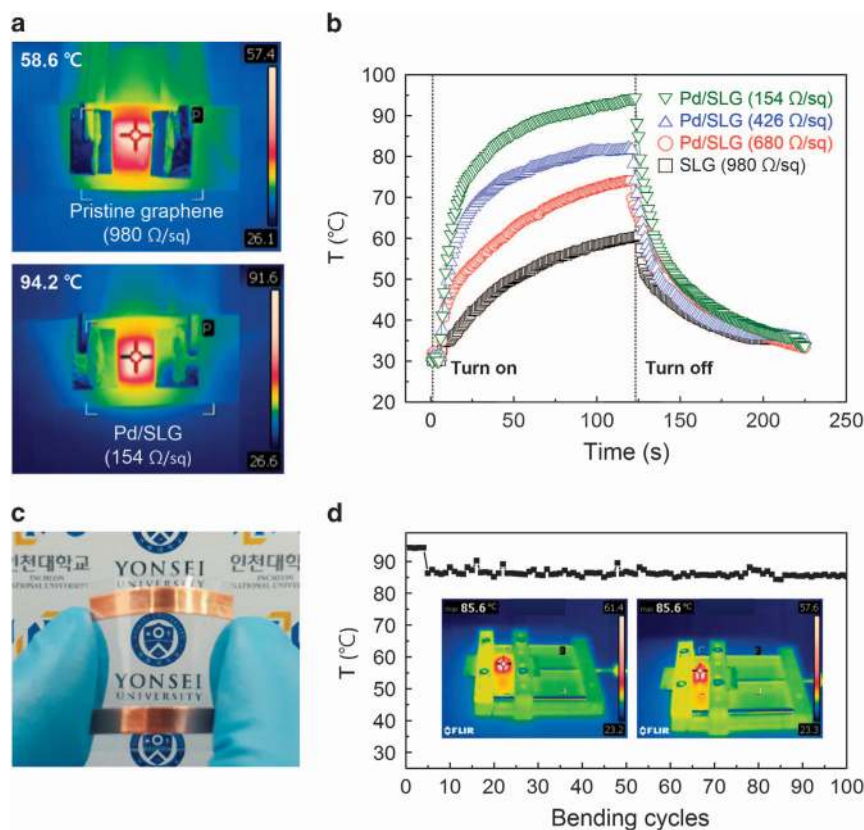 a
58.6 ℃
57.4
P
Pristine graphene
(980 Ω/sq)
26.1
94.2 ℃
91.6
P
Pd/SLG
(154 Ω/sq)
26.6
b
100
90
80
70
60
50
40
30
20
T (℃)
Pd/SLG (154 Ω/sq)
Pd/SLG (426 Ω/sq)
Pd/SLG (680 Ω/sq)
SLG (980 Ω/sq)
Turn on
Turn off
0
50
100
150
200
250
Time (s)
c
YONSEI
UNIVERSITY
인천대학교
인천대
YONSEI
UNIVERSITY
d
90
80
70
60
50
40
30
T (℃)
max 85.6℃
61.4
23.2
FLIR
max 85.6℃
57.6
23.3
FLIR
0
10
20
30
40
50
60
70
80
90
100
Bending cycles